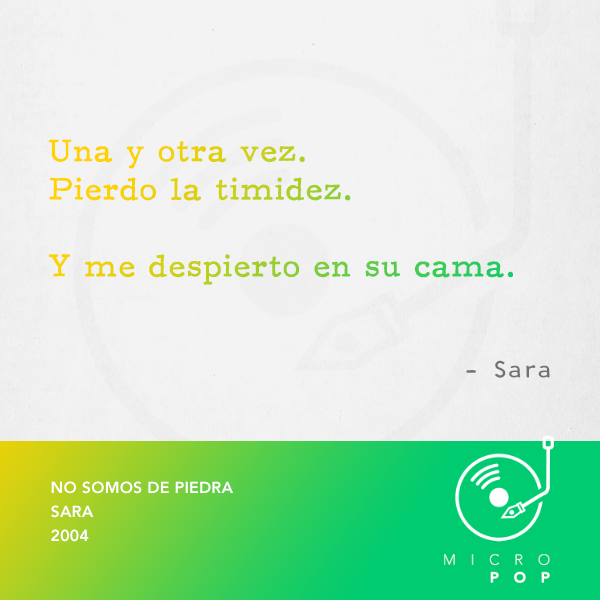 Una y otra vez.
Pierdo la timidez.
Y me despierto en su cama.
– Sara
NO SOMOS DE PIEDRA
SARA
2004
MICRO
POP